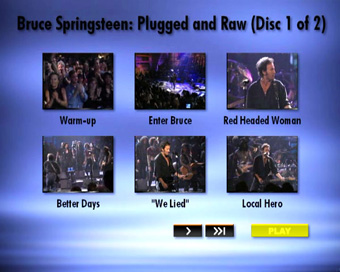 Bruce Springsteen: Plugged and Raw (Disc 1 of 2)
Warm-up
Enter Bruce
Red Headed Woman
Better Days
"We Lied"
Local Hero
PLAY